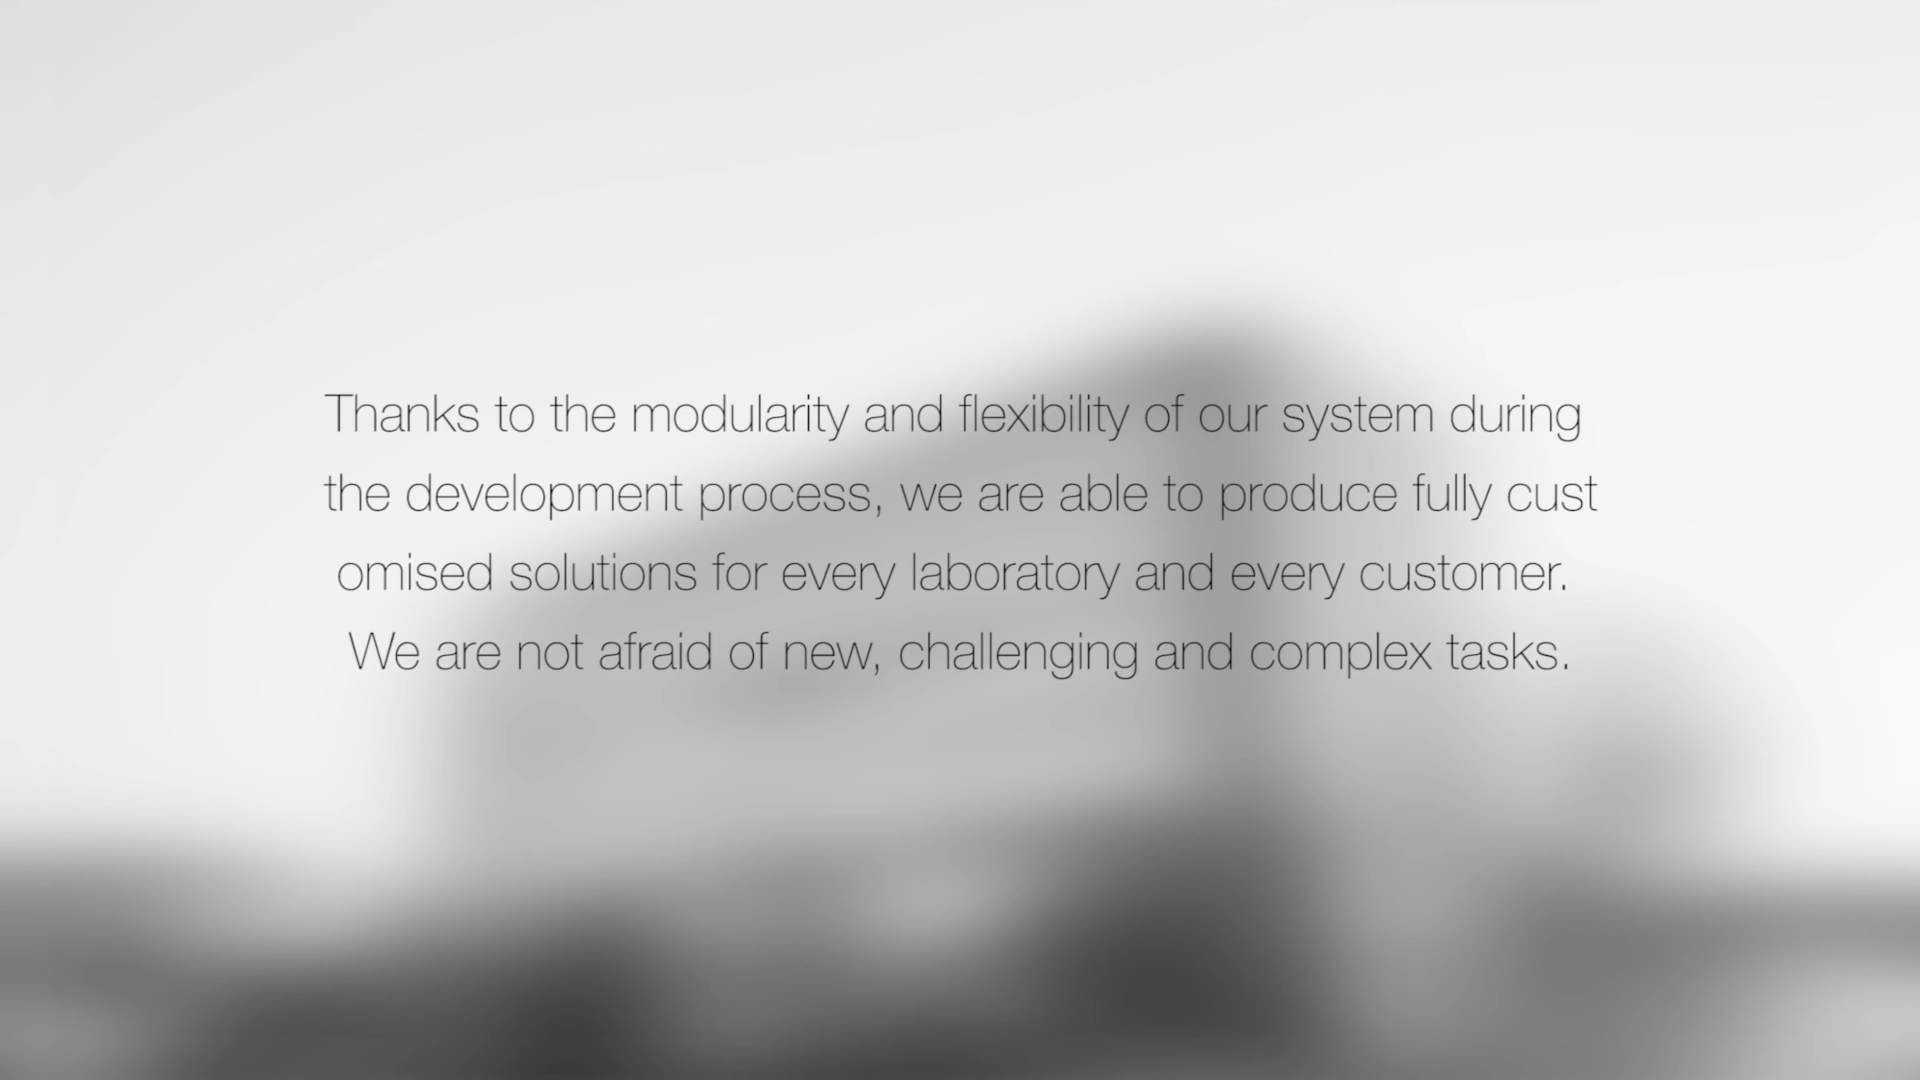 Thanks to the modularity and flexibility of our system during
the development process, we are able to produce fully cust
omised solutions for every laboratory and every customer.
We are not afraid of new, challenging and complex tasks.